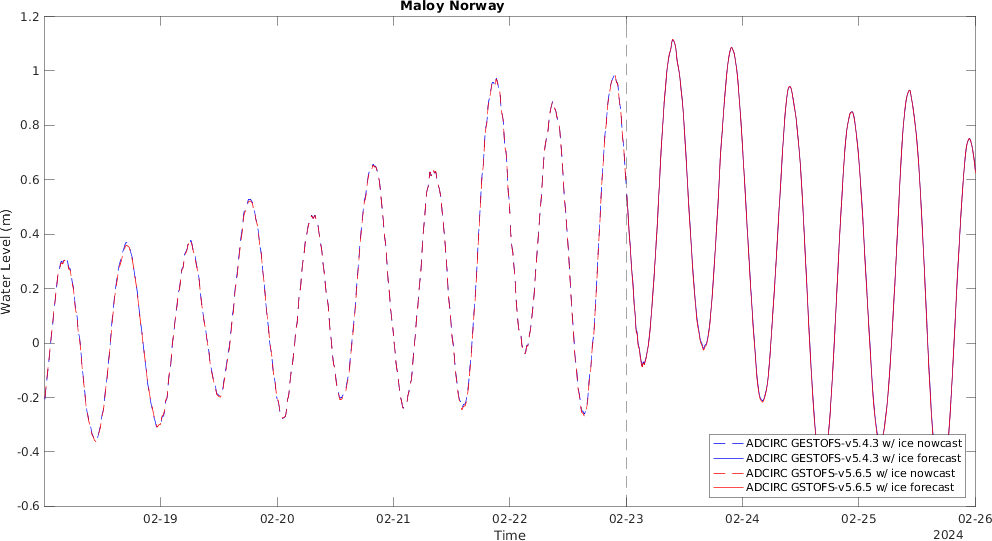 Maloy Norway
1.2
1
0.8
0.6
0.4
0.2
0
-0.2
-0.4
-0.6
Water Level (m)
ADCIRC GESTOFS-v5.4.3 w/ ice nowcast
ADCIRC GESTOFS-v5.4.3 w/ ice forecast
ADCIRC GSTOFS-v5.6.5 w/ ice nowcast
ADCIRC GSTOFS-v5.6.5 w/ ice forecast
02-19 02-20 02-21 02-22 02-23 02-24 02-25 02-26
Time
2024